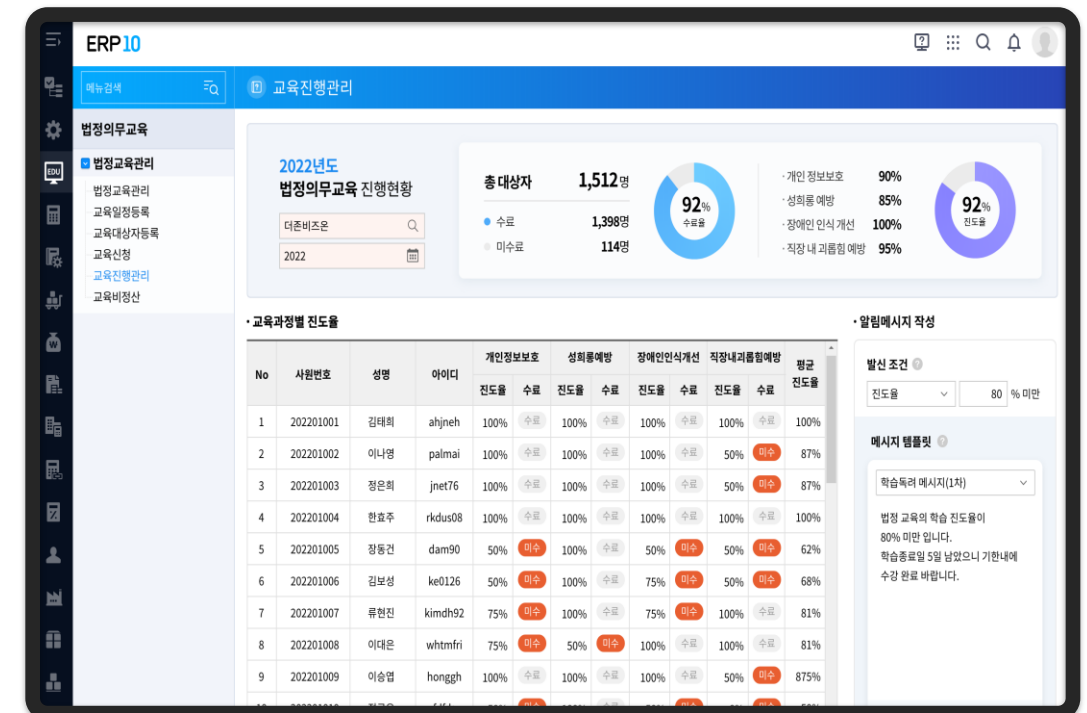 ERP10
메뉴검색
교육진행관리
법정의무교육
법정교육관리
법정교육관리
교육일정등록
교육대상자등록
교육신청
교육진행관리
교육비정산
2022년도
법정의무교육 진행현황
더존비즈온
2022
총 대상자 1,512명
수료 1,398명
미수료 114명
92%
수료율
· 개인 정보보호 90%
· 성희롱 예방 85%
· 장애인 인식 개선 100%
· 직장 내 괴롭힘 예방 95%
92%
진도율
· 교육과정별 진도율
No 사원번호 성명 아이디 개인정보보호 성희롱예방 장애인인식개선 직장내괴롭힘예방 평균 진도율
진도율 수료 진도율 수료 진도율 수료 진도율 수료
1 202201001 김태희 ahjneh 100% 수료 100% 수료 100% 수료 100% 수료 100%
2 202201002 이나영 palmai 100% 수료 100% 수료 100% 수료 50% 미수 87%
3 202201003 정은희 jnet76 100% 수료 100% 수료 100% 수료 50% 미수 87%
4 202201004 한효주 rkdus08 100% 수료 100% 수료 100% 수료 100% 수료 100%
5 202201005 장동건 dam90 50% 미수 100% 수료 50% 미수 50% 미수 62%
6 202201006 김보성 ke0126 50% 미수 100% 수료 75% 미수 50% 미수 68%
7 202201007 류현진 kimdh92 75% 미수 100% 수료 75% 미수 100% 수료 81%
8 202201008 이대은 whtmfri 75% 미수 50% 미수 100% 수료 100% 수료 81%
9 202201009 이승엽 honggh 100% 수료 100% 수료 100% 수료 50% 미수 875%
· 알림메시지 작성
발신 조건
진도율 80 % 미만
메시지 템플릿
학습독려 메시지(1차)
법정 교육의 학습 진도율이
80% 미만 입니다.
학습종료일 5일 남았으니 기한내에
수강 완료 바랍니다.
EDU